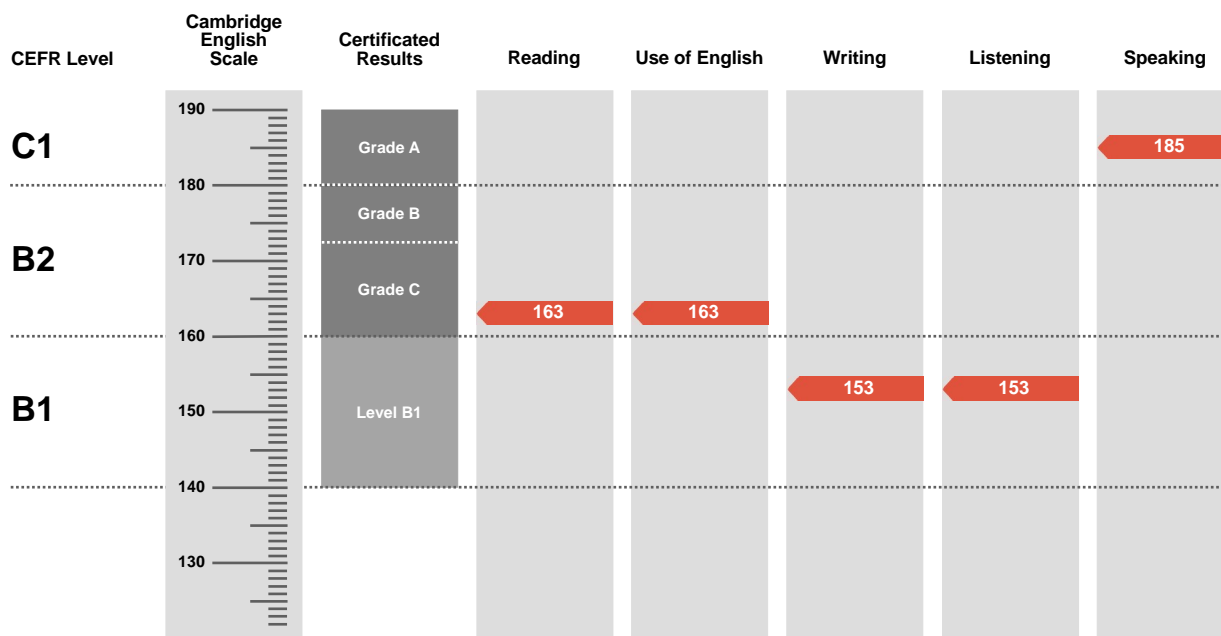 CEFR Level
Cambridge
English
Scale
Certificated
Results
Reading
Use of English
Writing
Listening
Speaking
190
C1
Grade A
185
180
Grade B
B2
170
Grade C
163
163
160
153
153
B1
150
Level B1
140
130